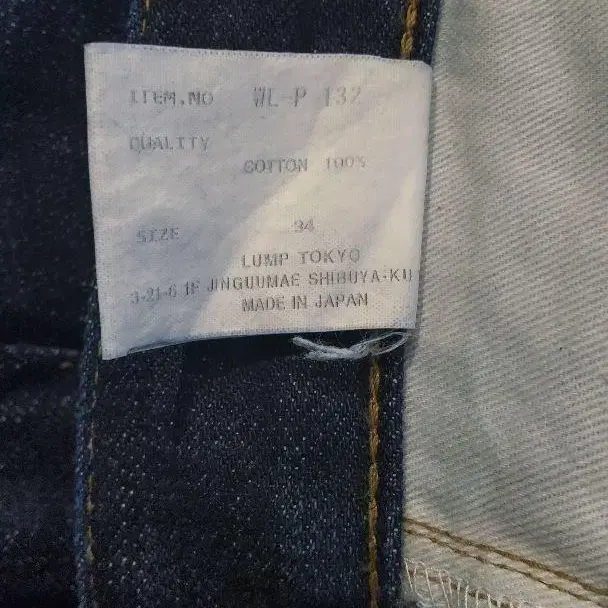 ITEM.NO WL-P 132
QUALITY
COTTON 100%
SIZE 34
LUMP TOKYO
3-21-6 1F JINGUUMAE SHIBUYA-KU
MADE IN JAPAN